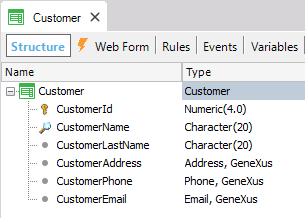 Customer
Structure Web Form Rules Events Variables
Name Type
Customer Customer
CustomerId Numeric(4.0)
CustomerName Character(20)
CustomerLastName Character(20)
CustomerAddress Address, GeneXus
CustomerPhone Phone, GeneXus
CustomerEmail Email, GeneXus